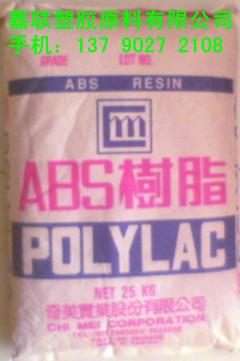 嘉联塑胶原料有限公司
手机：137 9027 2108
GRADE LOT NO.
ABS RESIN
m
ABS樹脂
POLYLAC
NET 25 KG
奇美實業股份有限公司
CHI MEI CORPORATION